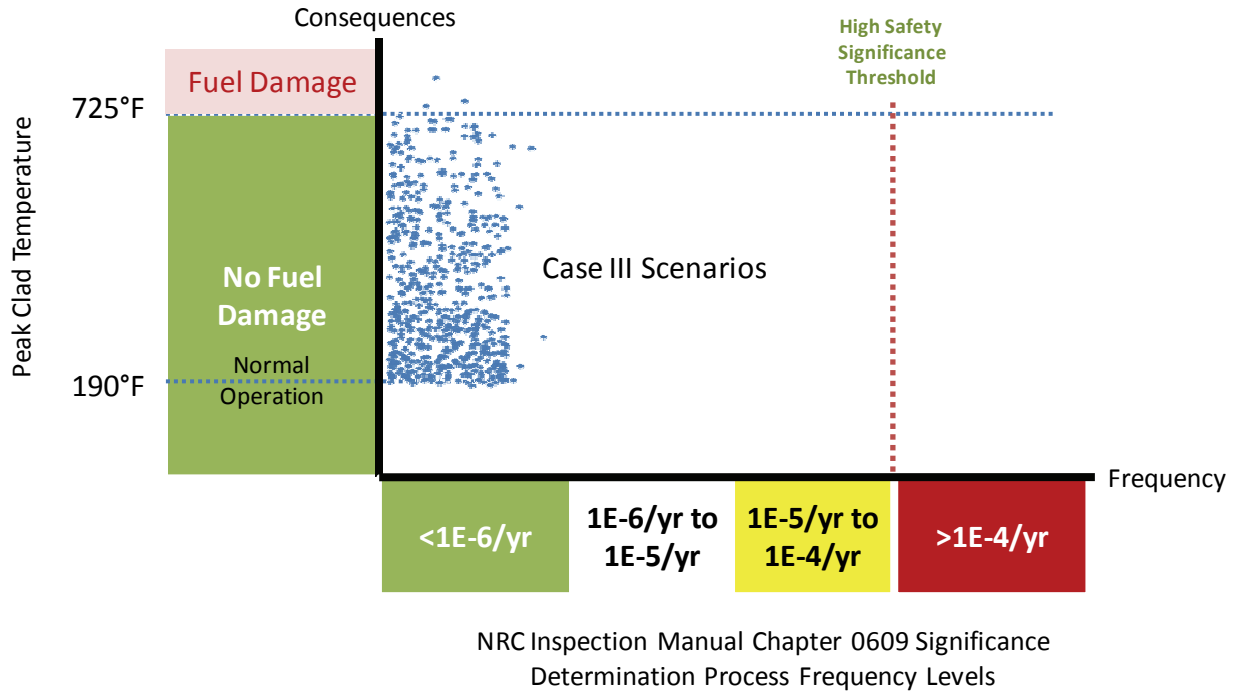 Consequences
High Safety
Significance
Threshold
Fuel Damage
725°F
Peak Clad Temperature
No Fuel
Damage
Case III Scenarios
Normal
Operation
190°F
Frequency
<1E-6/yr
1E-6/yr to
1E-5/yr
1E-5/yr to
1E-4/yr
>1E-4/yr
NRC Inspection Manual Chapter 0609 Significance
Determination Process Frequency Levels